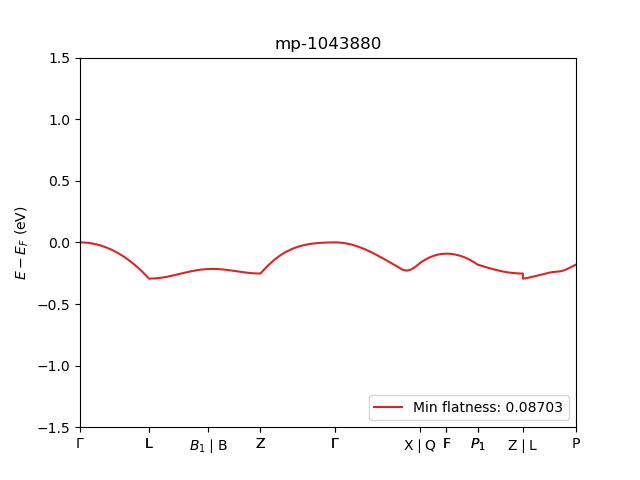 mp-1043880
1.5
1.0
0.5
0.0
−0.5
−1.0
−1.5
E − E_F (eV)
Min flatness: 0.08703
Γ L B₁ | B Z Γ X | Q F P₁ Z | L P